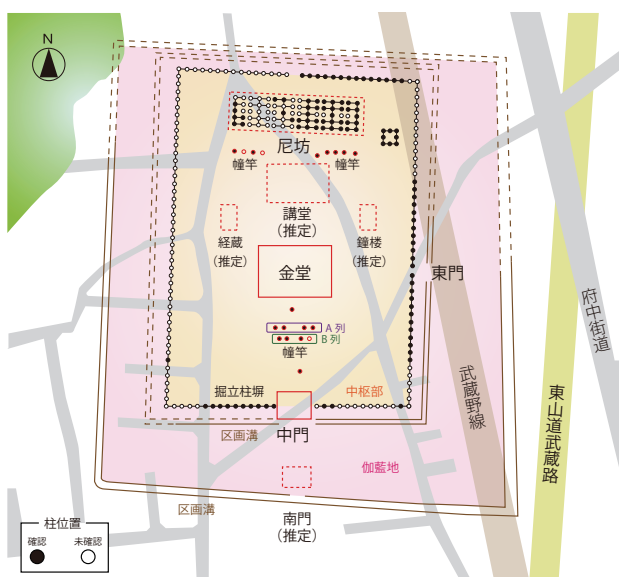 N
尼坊
幢竿
幢竿
講堂
(推定)
経蔵
(推定)
鐘楼
(推定)
金堂
東門
府中街道
A列
B列
幢竿
武蔵野線
東山道武蔵路
掘立柱塀
中枢部
区画溝
中門
伽藍地
区画溝
南門
(推定)
柱位置
確認
未確認